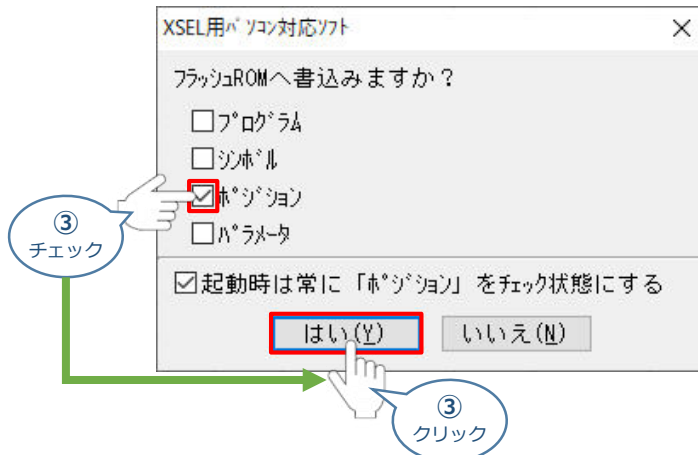 XSEL用ﾊﾟｿｺﾝ対応ｿﾌﾄ
ﾌﾗｯｼｭROMへ書込みますか？
ﾌﾟﾛｸﾞﾗﾑ
ｼﾝﾎﾞﾙ
ﾎﾟｼﾞｼｮﾝ
ﾊﾟﾗﾒｰﾀ
③
チェック
起動時は常に「ﾎﾟｼﾞｼｮﾝ」をﾁｪｯｸ状態にする
はい(Y) いいえ(N)
③
クリック